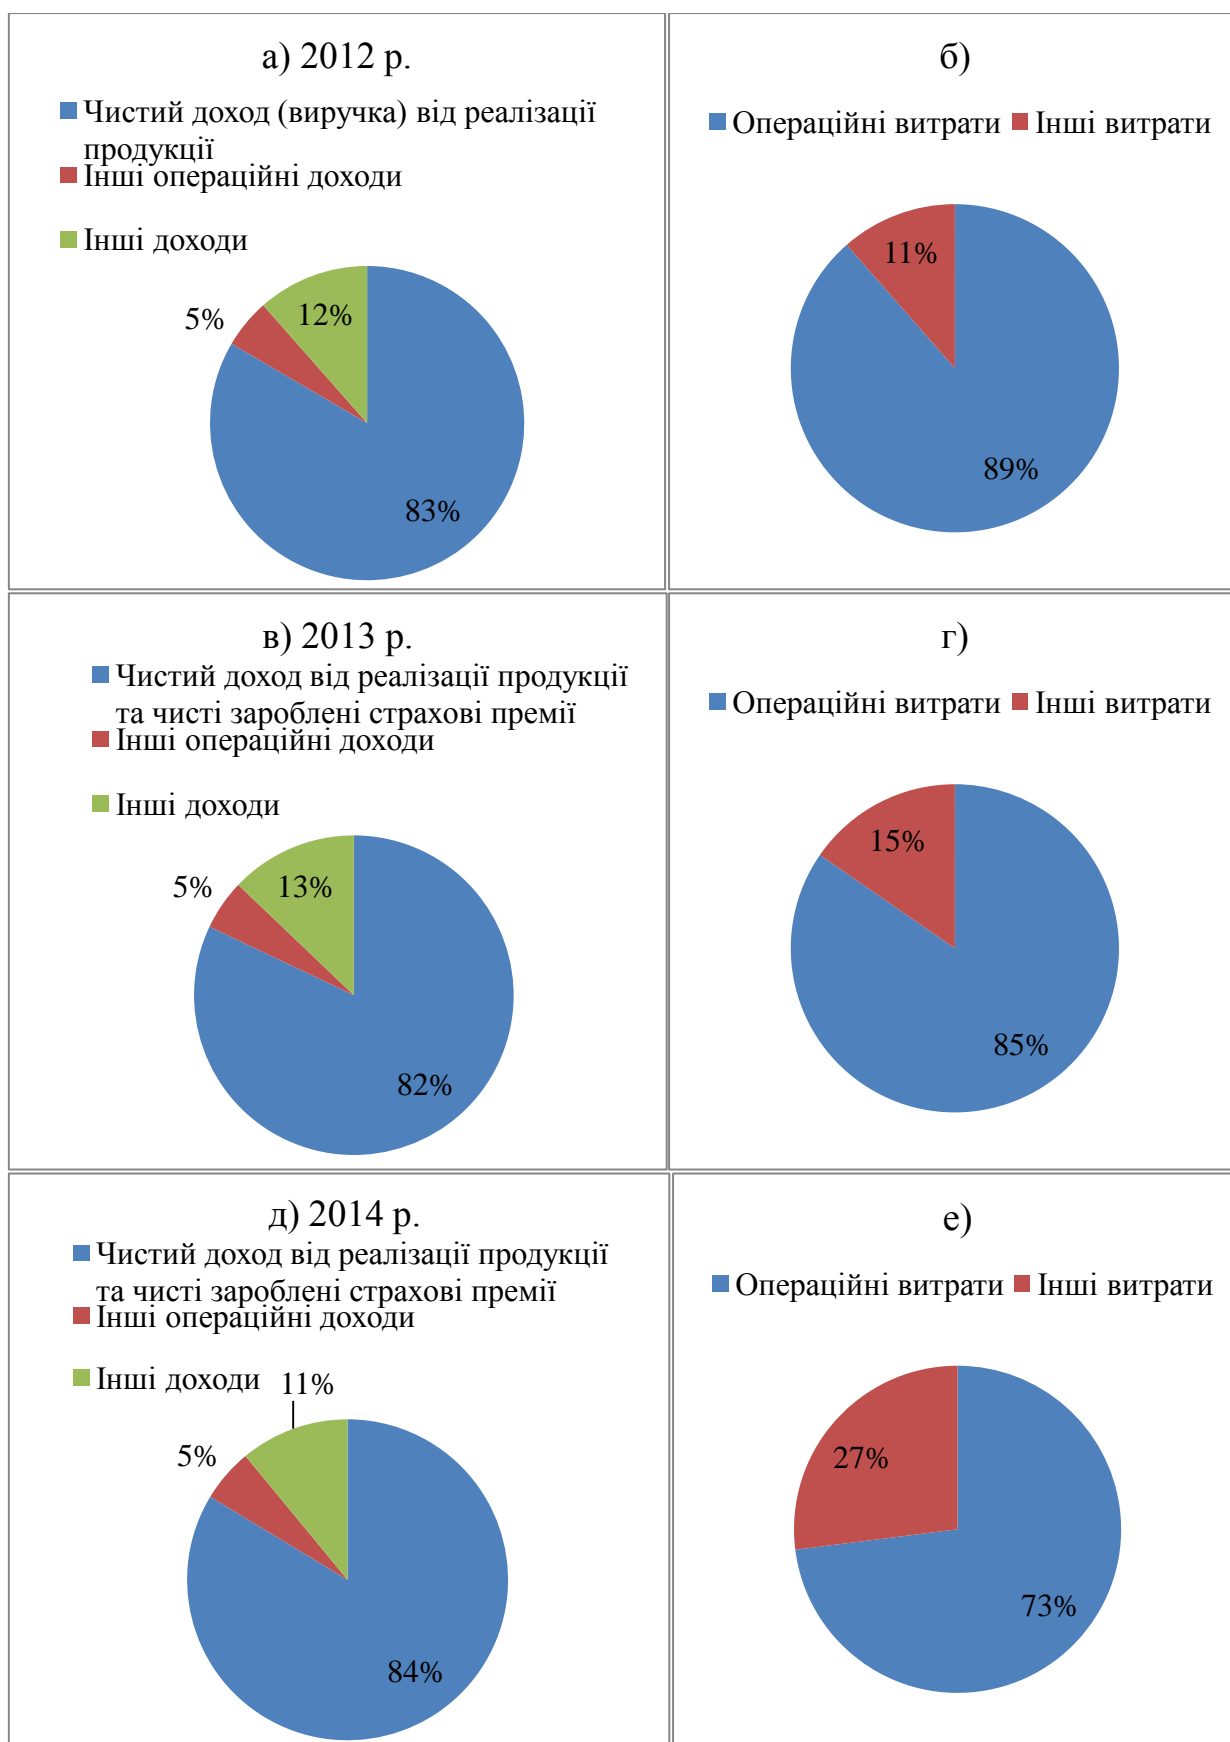 а) 2012 р.
Чистий доход (виручка) від реалізації
продукції
Інші операційні доходи
Інші доходи
5%
12%
83%
б)
Операційні витрати Інші витрати
11%
89%
в) 2013 р.
Чистий доход від реалізації продукції
та чисті зароблені страхові премії
Інші операційні доходи
Інші доходи
5%
13%
82%
г)
Операційні витрати Інші витрати
15%
85%
д) 2014 р.
Чистий доход від реалізації продукції
та чисті зароблені страхові премії
Інші операційні доходи
Інші доходи
11%
5%
84%
е)
Операційні витрати Інші витрати
27%
73%